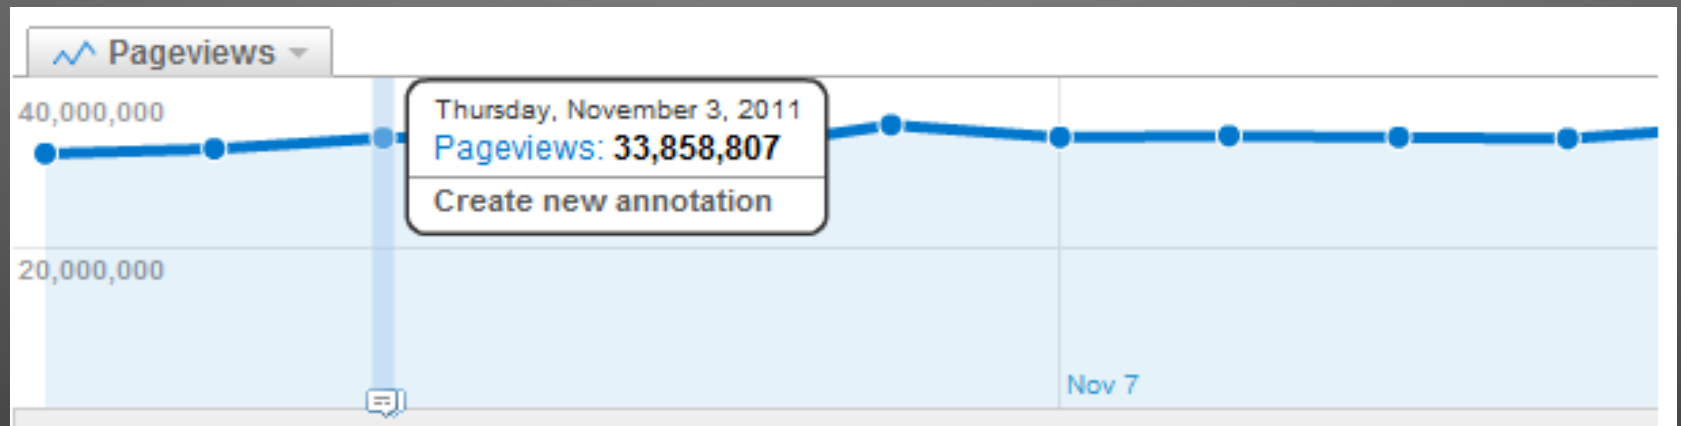 Pageviews
40,000,000
Thursday, November 3, 2011
Pageviews: 33,858,807
Create new annotation
20,000,000
Nov 7